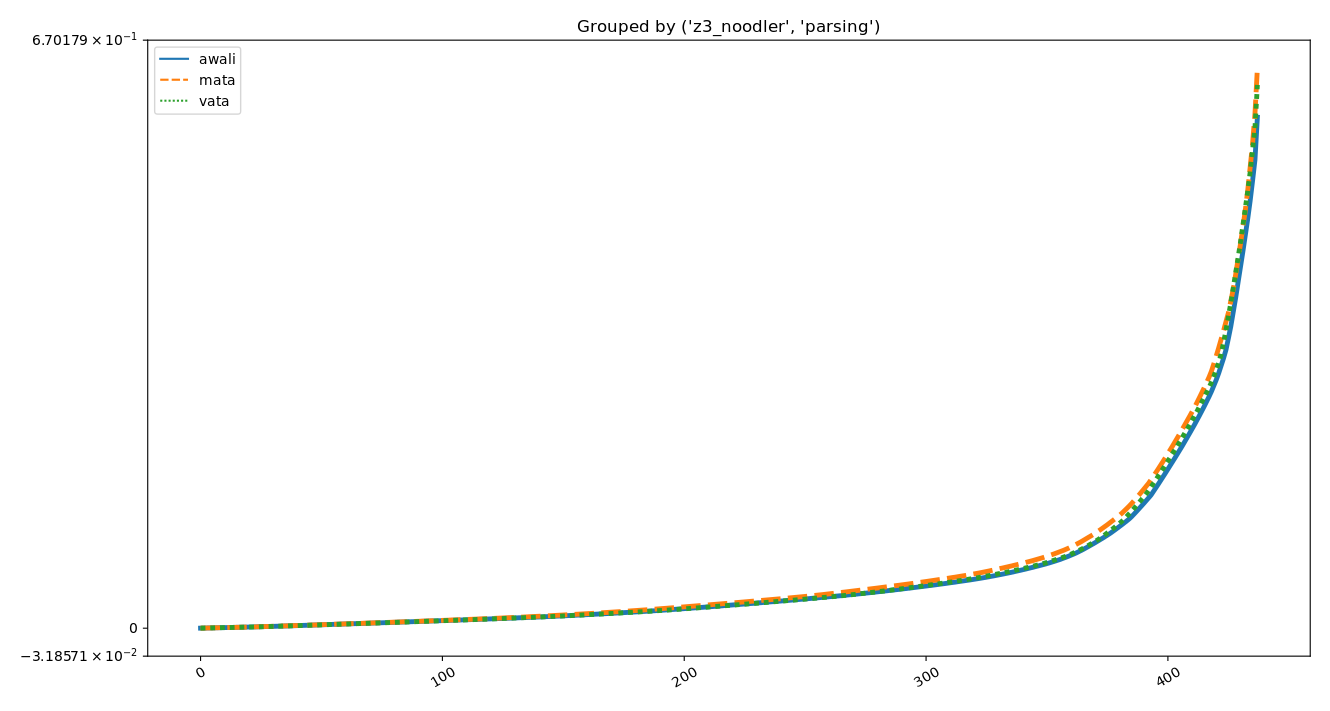 Grouped by ('z3_noodler', 'parsing')
6.70179 × 10⁻¹
awali
mata
vata
0
−3.18571 × 10⁻²
0
100
200
300
400